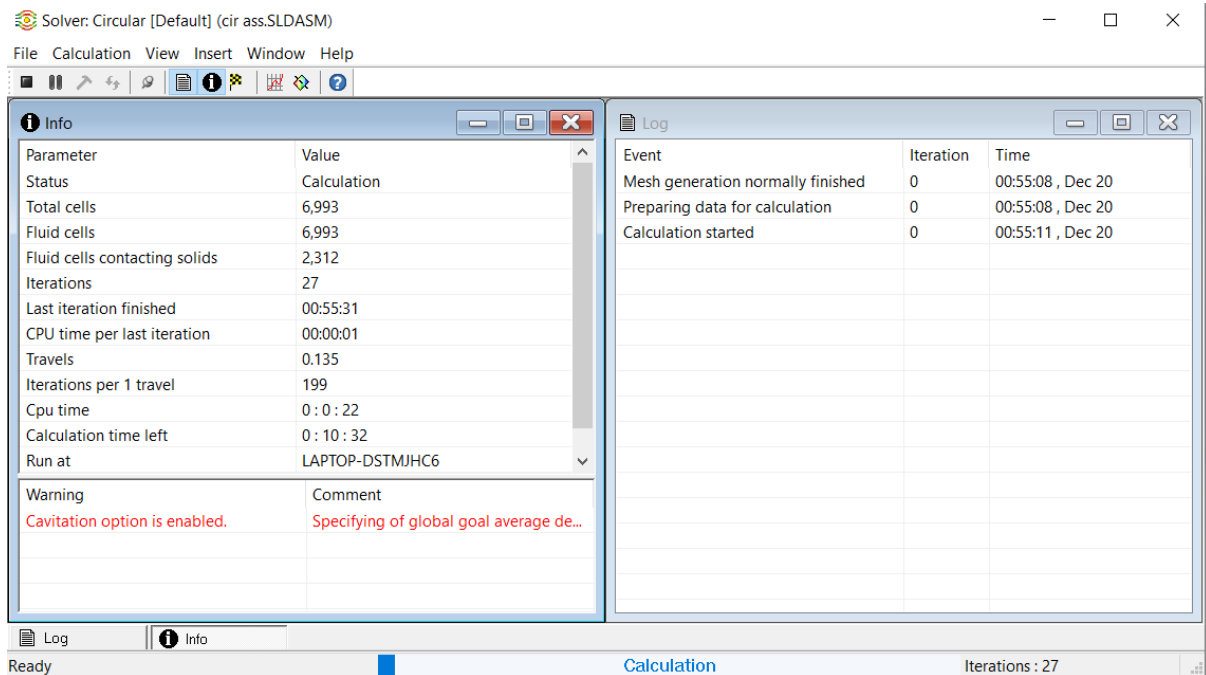 Solver: Circular [Default] (cir ass.SLDASM)
File Calculation View Insert Window Help
Info
Parameter Value
Status Calculation
Total cells 6,993
Fluid cells 6,993
Fluid cells contacting solids 2,312
Iterations 27
Last iteration finished 00:55:31
CPU time per last iteration 00:00:01
Travels 0.135
Iterations per 1 travel 199
Cpu time 0 : 0 : 22
Calculation time left 0 : 10 : 32
Run at LAPTOP-DSTMJHC6
Warning Comment
Cavitation option is enabled. Specifying of global goal average de...
Log
Event Iteration Time
Mesh generation normally finished 0 00:55:08 , Dec 20
Preparing data for calculation 0 00:55:08 , Dec 20
Calculation started 0 00:55:11 , Dec 20
Log Info
Ready Calculation Iterations : 27